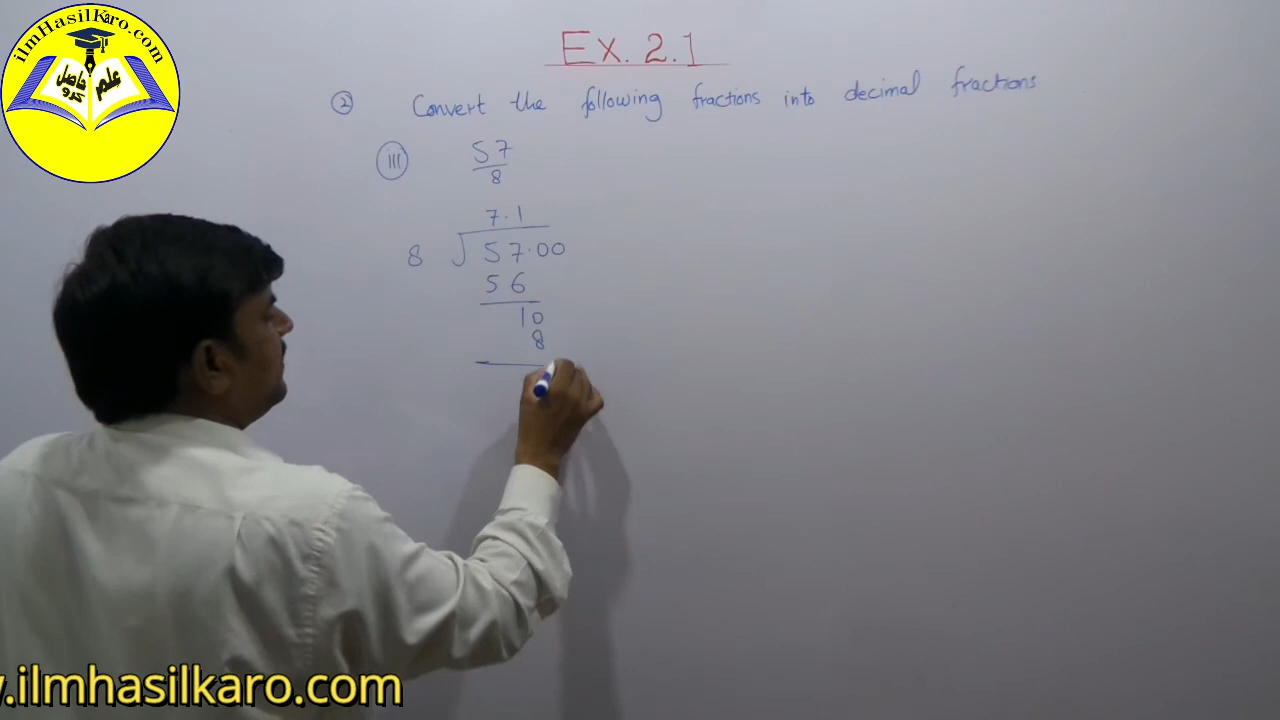 ilmHasilKaro.com
علم حاصل کرو
Ex. 2.1
② Convert the following fractions into decimal fractions
(iii) 57
8
7.1
8 57.00
56
10
8
.ilmhasilkaro.com